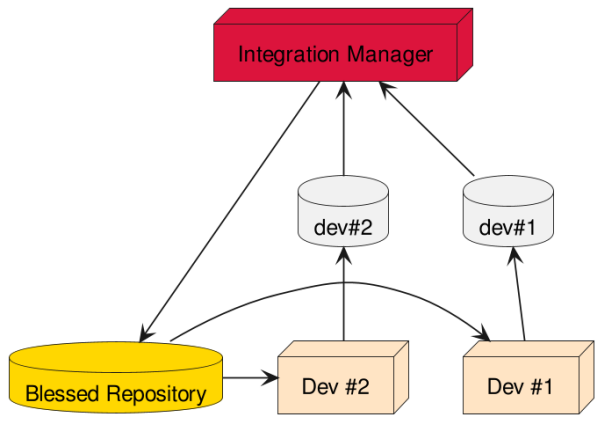 Integration Manager
dev#2
dev#1
Blessed Repository
Dev #2
Dev #1